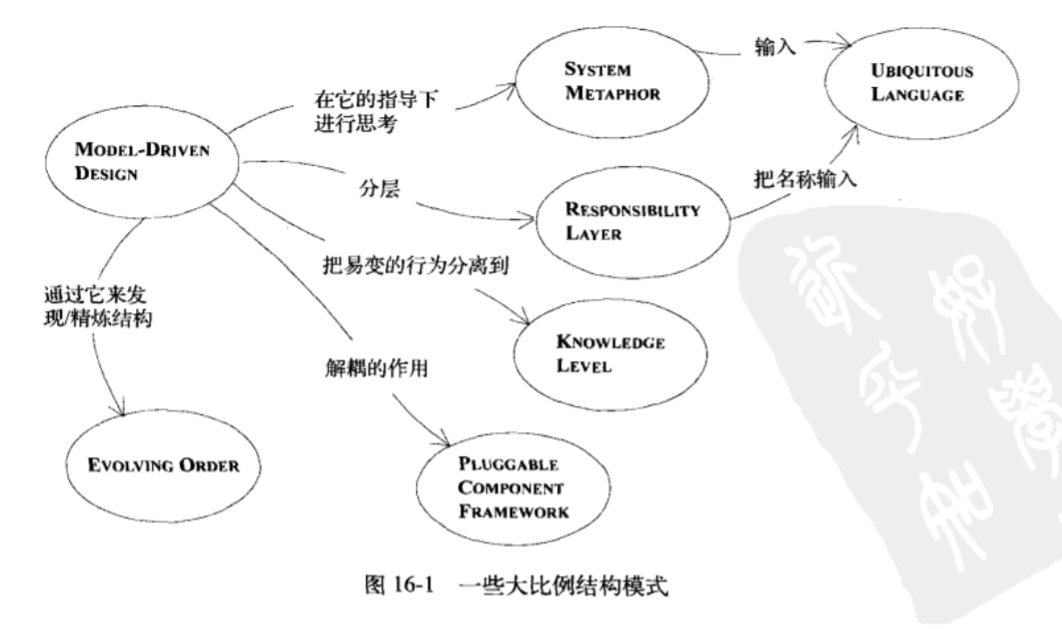 SYSTEM
METAPHOR
输入
UBIQUITOUS
LANGUAGE
在它的指导下
进行思考
MODEL-DRIVEN
DESIGN
分层
把名称输入
RESPONSIBILITY
LAYER
把易变的行为分离到
通过它来发
现/精炼结构
KNOWLEDGE
LEVEL
解耦的作用
EVOLVING ORDER
PLUGGABLE
COMPONENT
FRAMEWORK
图 16-1 一些大比例结构模式